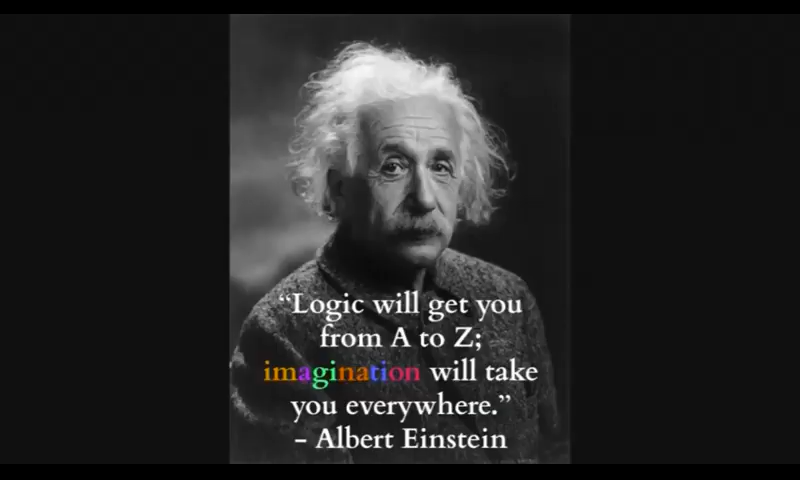 “Logic will get you
from A to Z;
imagination will take
you everywhere.”
- Albert Einstein